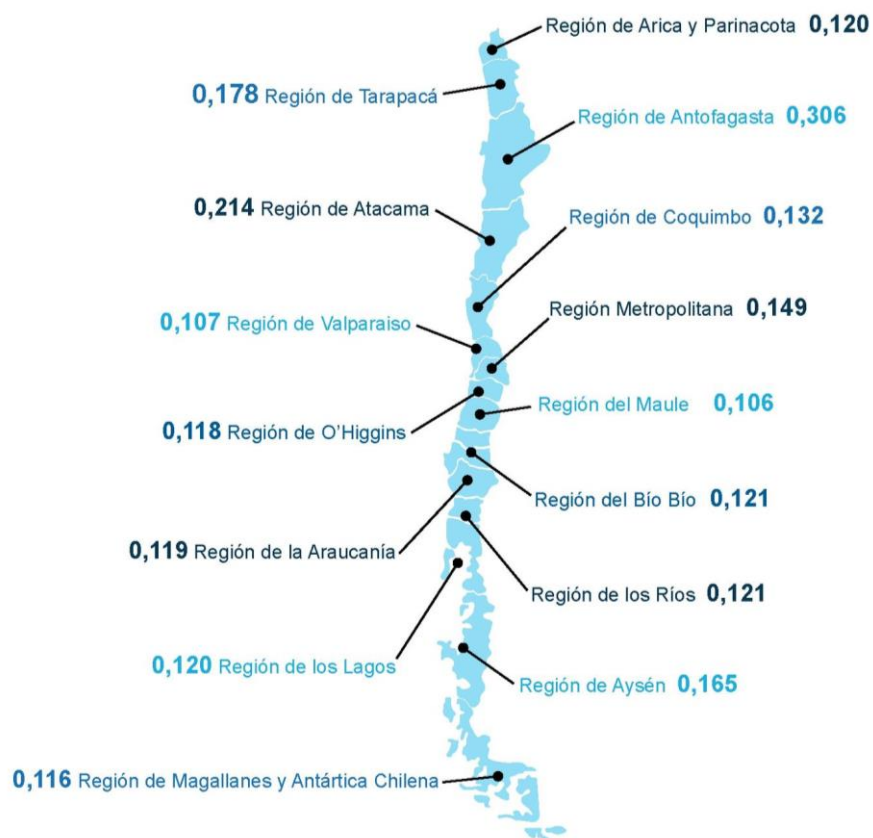 Región de Arica y Parinacota 0,120
0,178 Región de Tarapacá
Región de Antofagasta 0,306
0,214 Región de Atacama
Región de Coquimbo 0,132
Región Metropolitana 0,149
0,107 Región de Valparaiso
Región del Maule 0,106
0,118 Región de O'Higgins
Región del Bío Bío 0,121
0,119 Región de la Araucanía
Región de los Ríos 0,121
0,120 Región de los Lagos
Región de Aysén 0,165
0,116 Región de Magallanes y Antártica Chilena